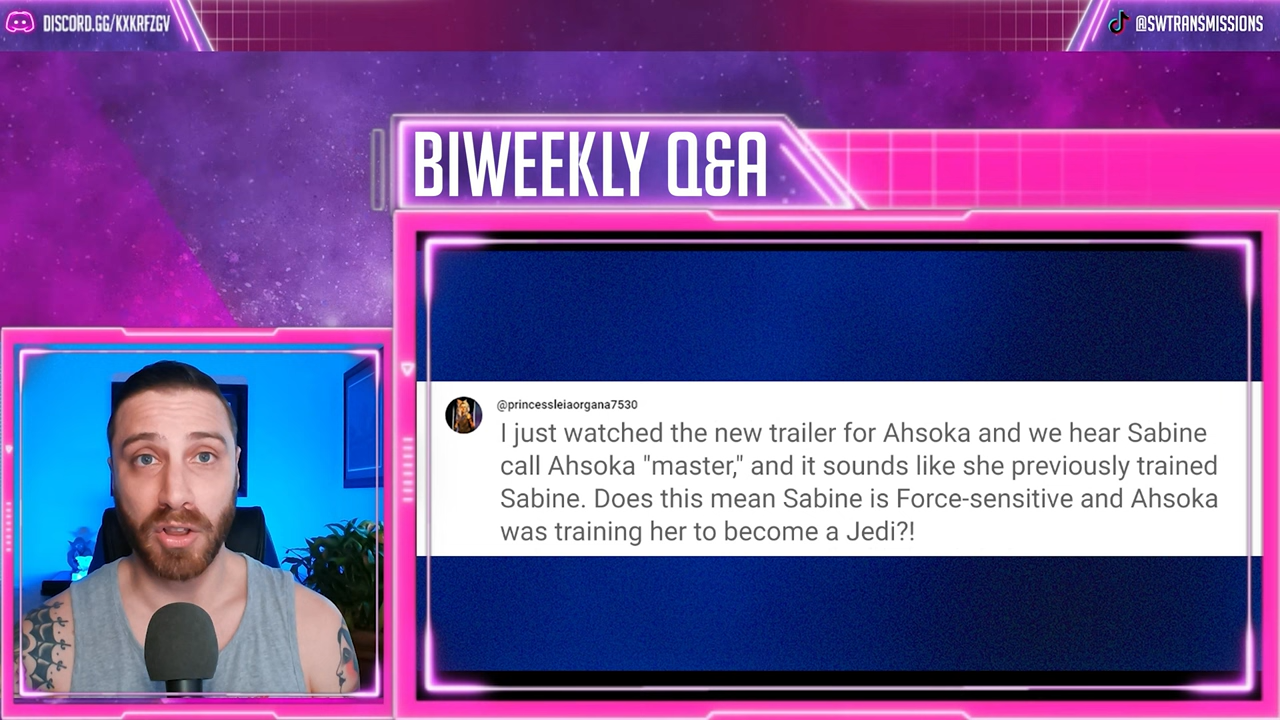 DISCORD.GG/KXKRFZGV
@SWTRANSMISSIONS
BIWEEKLY Q&A
@princessleiaorgana7530
I just watched the new trailer for Ahsoka and we hear Sabine
call Ahsoka "master," and it sounds like she previously trained
Sabine. Does this mean Sabine is Force-sensitive and Ahsoka
was training her to become a Jedi?!